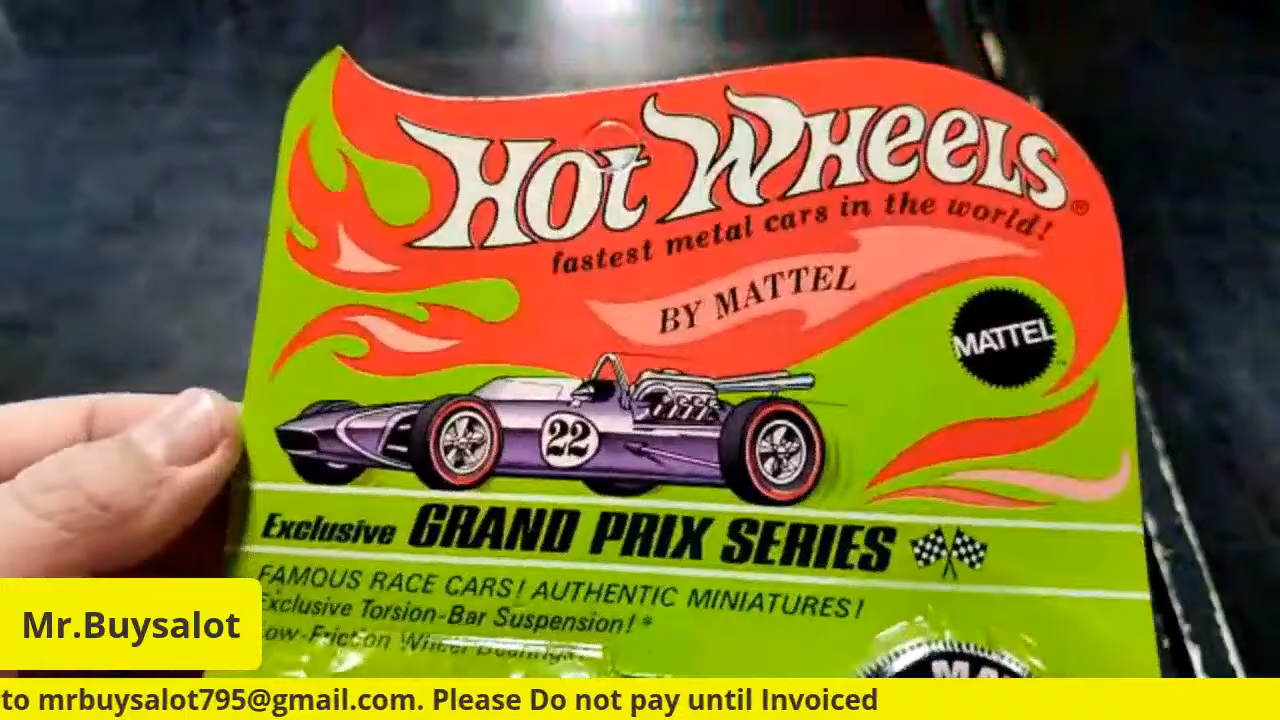 Hot Wheels®
fastest metal cars in the world!
BY MATTEL
MATTEL
22
Exclusive GRAND PRIX SERIES
FAMOUS RACE CARS! AUTHENTIC MINIATURES!
Exclusive Torsion-Bar Suspension!*
Low-Friction Wheel Bearings
Mr.Buysalot
to mrbuysalot795@gmail.com. Please Do not pay until Invoiced